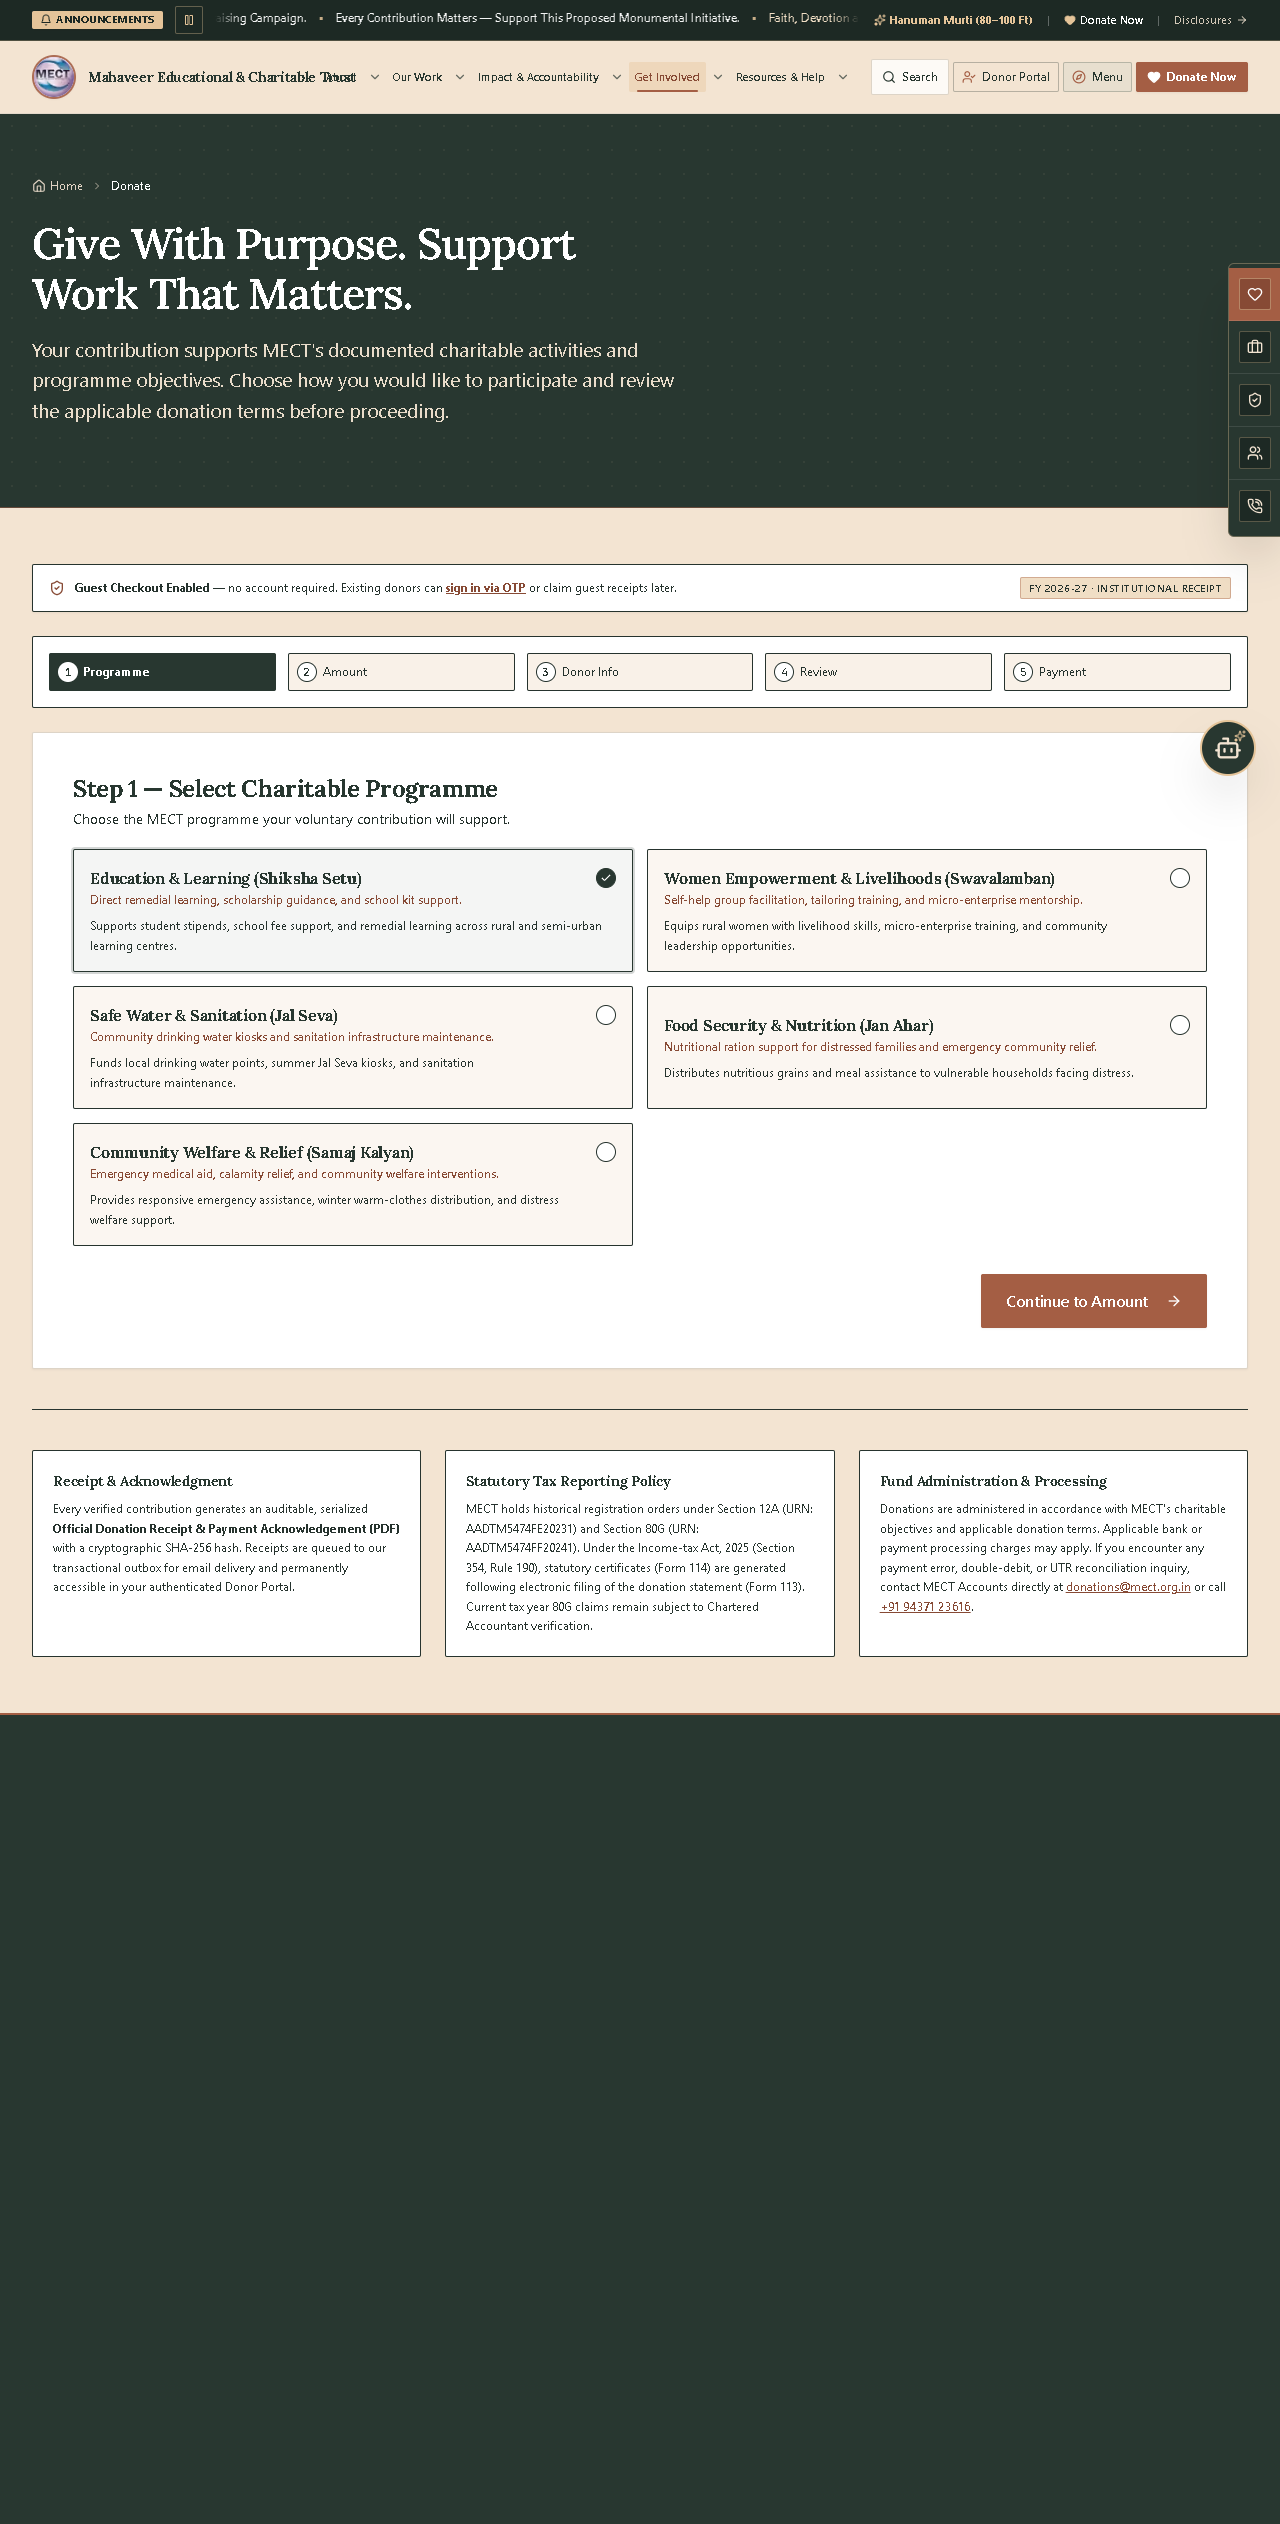 ANNOUNCEMENTS
aising Campaign. • Every Contribution Matters — Support This Proposed Monumental Initiative. • Faith, Devotion a
Hanuman Murti (80–100 Ft) | Donate Now | Disclosures
MECT
Mahaveer Educational & Charitable Trust
About
Our Work
Impact & Accountability
Get Involved
Resources & Help
Search
Donor Portal
Menu
Donate Now
Home > Donate
Give With Purpose. Support
Work That Matters.
Your contribution supports MECT's documented charitable activities and
programme objectives. Choose how you would like to participate and review
the applicable donation terms before proceeding.
Guest Checkout Enabled — no account required. Existing donors can sign in via OTP or claim guest receipts later.
FY 2026-27 · INSTITUTIONAL RECEIPT
1 Programme
2 Amount
3 Donor Info
4 Review
5 Payment
Step 1 — Select Charitable Programme
Choose the MECT programme your voluntary contribution will support.
Education & Learning (Shiksha Setu)
Direct remedial learning, scholarship guidance, and school kit support.
Supports student stipends, school fee support, and remedial learning across rural and semi-urban
learning centres.
Women Empowerment & Livelihoods (Swavalamban)
Self-help group facilitation, tailoring training, and micro-enterprise mentorship.
Equips rural women with livelihood skills, micro-enterprise training, and community
leadership opportunities.
Safe Water & Sanitation (Jal Seva)
Community drinking water kiosks and sanitation infrastructure maintenance.
Funds local drinking water points, summer Jal Seva kiosks, and sanitation
infrastructure maintenance.
Food Security & Nutrition (Jan Ahar)
Nutritional ration support for distressed families and emergency community relief.
Distributes nutritious grains and meal assistance to vulnerable households facing distress.
Community Welfare & Relief (Samaj Kalyan)
Emergency medical aid, calamity relief, and community welfare interventions.
Provides responsive emergency assistance, winter warm-clothes distribution, and distress
welfare support.
Continue to Amount
Receipt & Acknowledgment
Every verified contribution generates an auditable, serialized
Official Donation Receipt & Payment Acknowledgement (PDF)
with a cryptographic SHA-256 hash. Receipts are queued to our
transactional outbox for email delivery and permanently
accessible in your authenticated Donor Portal.
Statutory Tax Reporting Policy
MECT holds historical registration orders under Section 12A (URN:
AADTM5474FE20231) and Section 80G (URN:
AADTM5474FF20241). Under the Income-tax Act, 2025 (Section
354, Rule 190), statutory certificates (Form 114) are generated
following electronic filing of the donation statement (Form 113).
Current tax year 80G claims remain subject to Chartered
Accountant verification.
Fund Administration & Processing
Donations are administered in accordance with MECT's charitable
objectives and applicable donation terms. Applicable bank or
payment processing charges may apply. If you encounter any
payment error, double-debit, or UTR reconciliation inquiry,
contact MECT Accounts directly at donations@mect.org.in or call
+91 94371 23616.